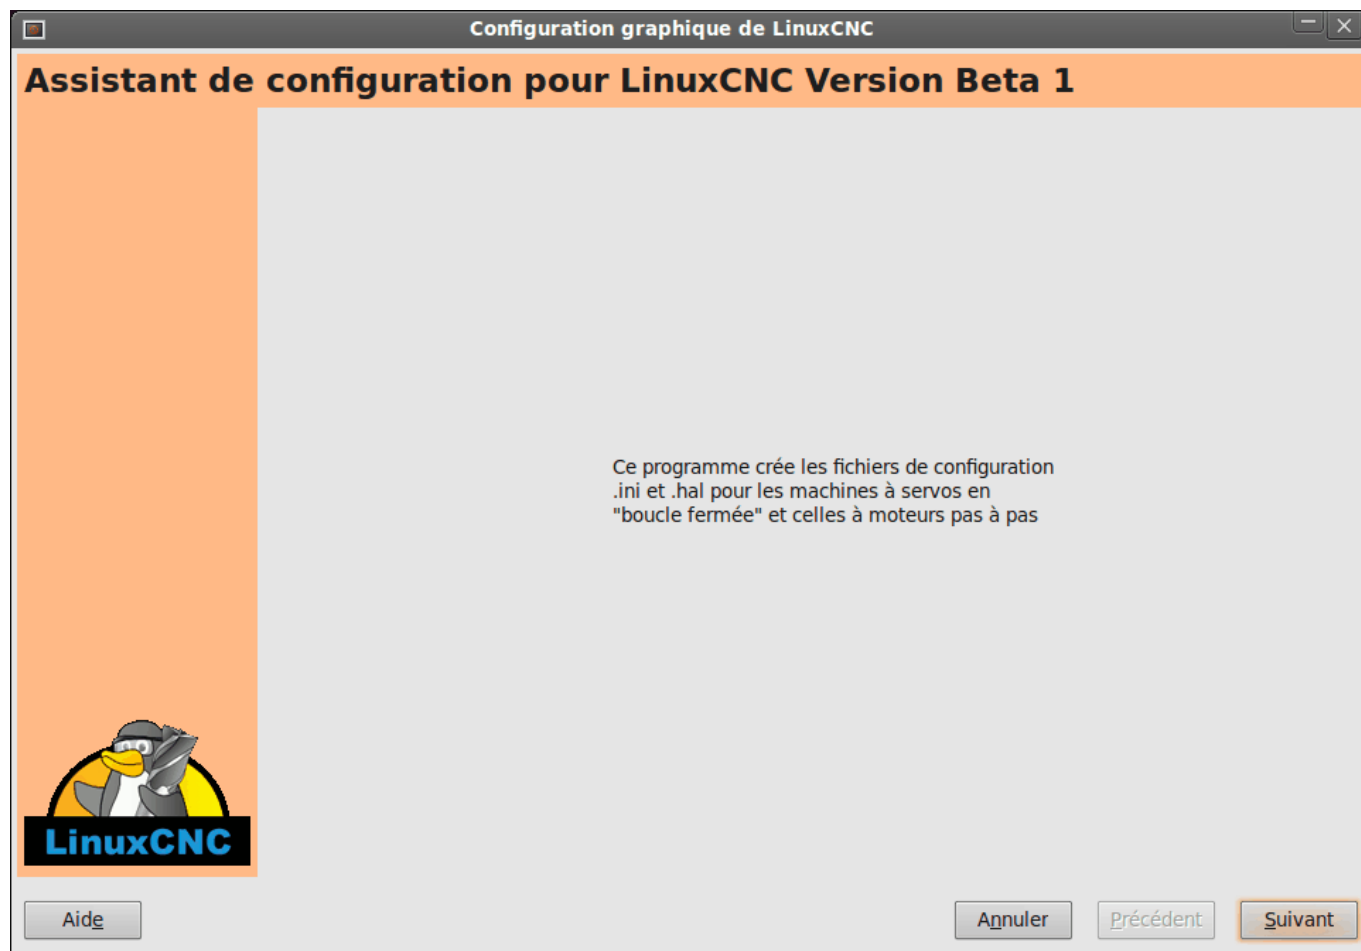 Configuration graphique de LinuxCNC
Assistant de configuration pour LinuxCNC Version Beta 1
Ce programme crée les fichiers de configuration
.ini et .hal pour les machines à servos en
"boucle fermée" et celles à moteurs pas à pas
LinuxCNC
Aide
Annuler
Précédent
Suivant